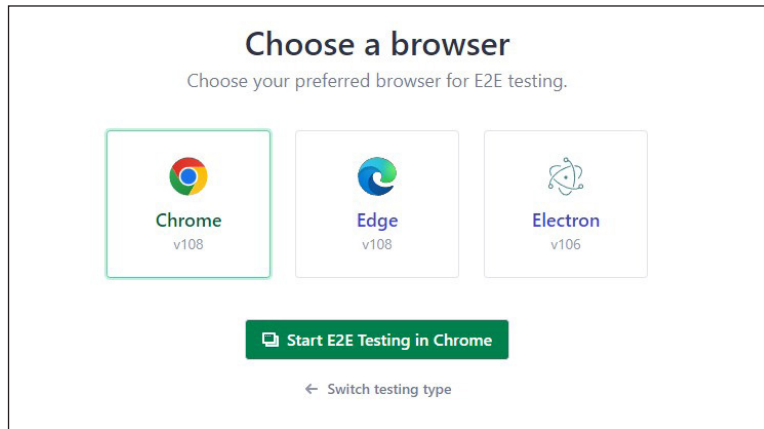 Choose a browser
Choose your preferred browser for E2E testing.
Chrome
v108
Edge
v108
Electron
v106
Start E2E Testing in Chrome
← Switch testing type